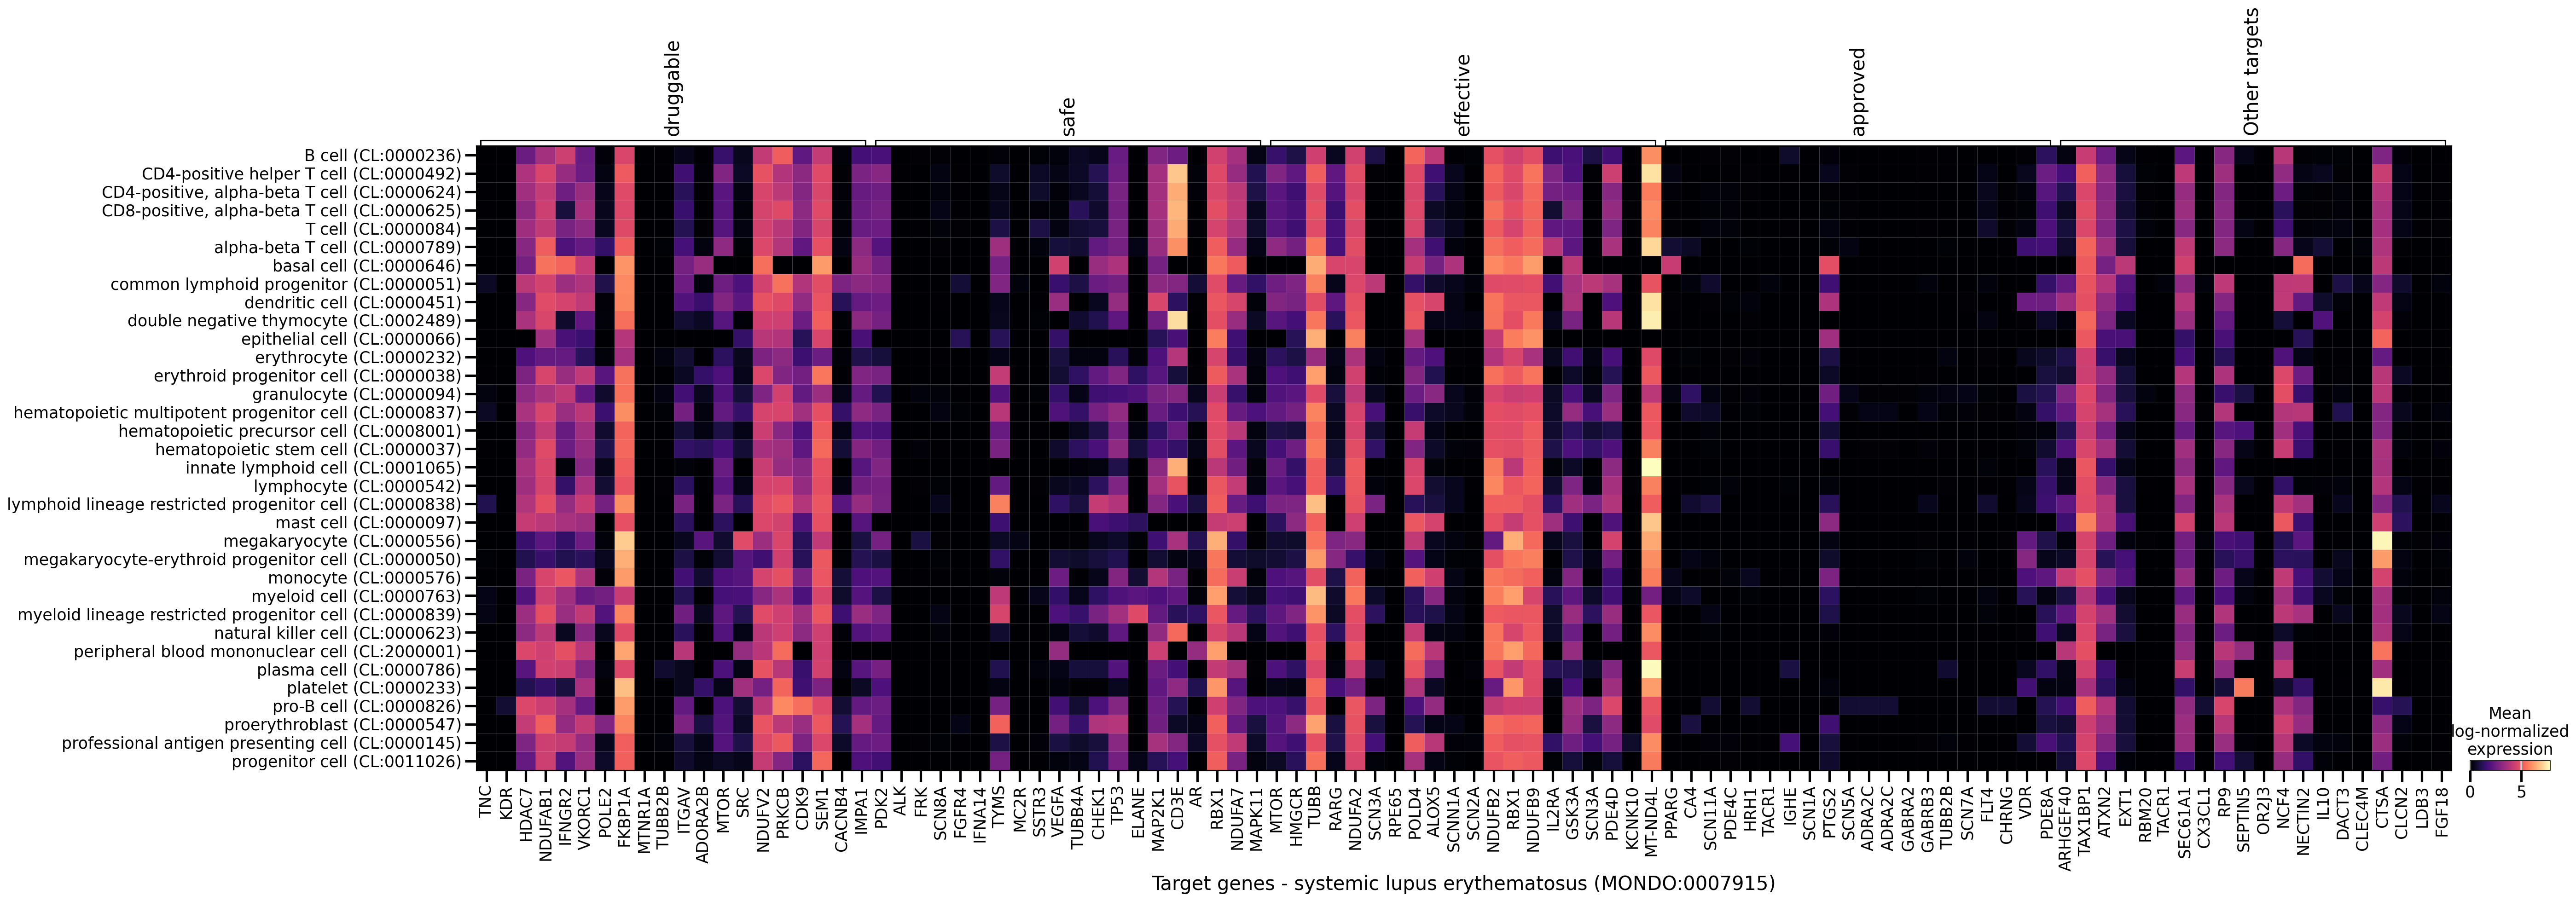 druggable
safe
effective
approved
Other targets
B cell (CL:0000236)
CD4-positive helper T cell (CL:0000492)
CD4-positive, alpha-beta T cell (CL:0000624)
CD8-positive, alpha-beta T cell (CL:0000625)
T cell (CL:0000084)
alpha-beta T cell (CL:0000789)
basal cell (CL:0000646)
common lymphoid progenitor (CL:0000051)
dendritic cell (CL:0000451)
double negative thymocyte (CL:0002489)
epithelial cell (CL:0000066)
erythrocyte (CL:0000232)
erythroid progenitor cell (CL:0000038)
granulocyte (CL:0000094)
hematopoietic multipotent progenitor cell (CL:0000837)
hematopoietic precursor cell (CL:0008001)
hematopoietic stem cell (CL:0000037)
innate lymphoid cell (CL:0001065)
lymphocyte (CL:0000542)
lymphoid lineage restricted progenitor cell (CL:0000838)
mast cell (CL:0000097)
megakaryocyte (CL:0000556)
megakaryocyte-erythroid progenitor cell (CL:0000050)
monocyte (CL:0000576)
myeloid cell (CL:0000763)
myeloid lineage restricted progenitor cell (CL:0000839)
natural killer cell (CL:0000623)
peripheral blood mononuclear cell (CL:2000001)
plasma cell (CL:0000786)
platelet (CL:0000233)
pro-B cell (CL:0000826)
proerythroblast (CL:0000547)
professional antigen presenting cell (CL:0000145)
progenitor cell (CL:0011026)
TNC
KDR
HDAC7
NDUFAB1
IFNGR2
VKORC1
POLE2
FKBP1A
MTNR1A
TUBB2B
ITGAV
ADORA2B
MTOR
SRC
NDUFV2
PRKCB
CDK9
SEM1
CACNB4
IMPA1
PDK2
ALK
FRK
SCN8A
FGFR4
IFNA14
TYMS
MC2R
SSTR3
VEGFA
TUBB4A
CHEK1
TP53
ELANE
MAP2K1
CD3E
AR
RBX1
NDUFA7
MAPK11
MTOR
HMGCR
TUBB
RARG
NDUFA2
SCN3A
RPE65
POLD4
ALOX5
SCNN1A
SCN2A
NDUFB2
RBX1
NDUFB9
IL2RA
GSK3A
SCN3A
PDE4D
KCNK10
MT-ND4L
PPARG
CA4
SCN11A
PDE4C
HRH1
TACR1
IGHE
SCN1A
PTGS2
SCN5A
ADRA2C
ADRA2C
GABRA2
GABRB3
TUBB2B
SCN7A
FLT4
CHRNG
VDR
PDE8A
ARHGEF40
TAX1BP1
ATXN2
EXT1
RBM20
TACR1
SEC61A1
CX3CL1
RP9
SEPTIN5
OR2J3
NCF4
NECTIN2
IL10
DACT3
CLEC4M
CTSA
CLCN2
LDB3
FGF18
Target genes - systemic lupus erythematosus (MONDO:0007915)
Mean
log-normalized
expression
0 5